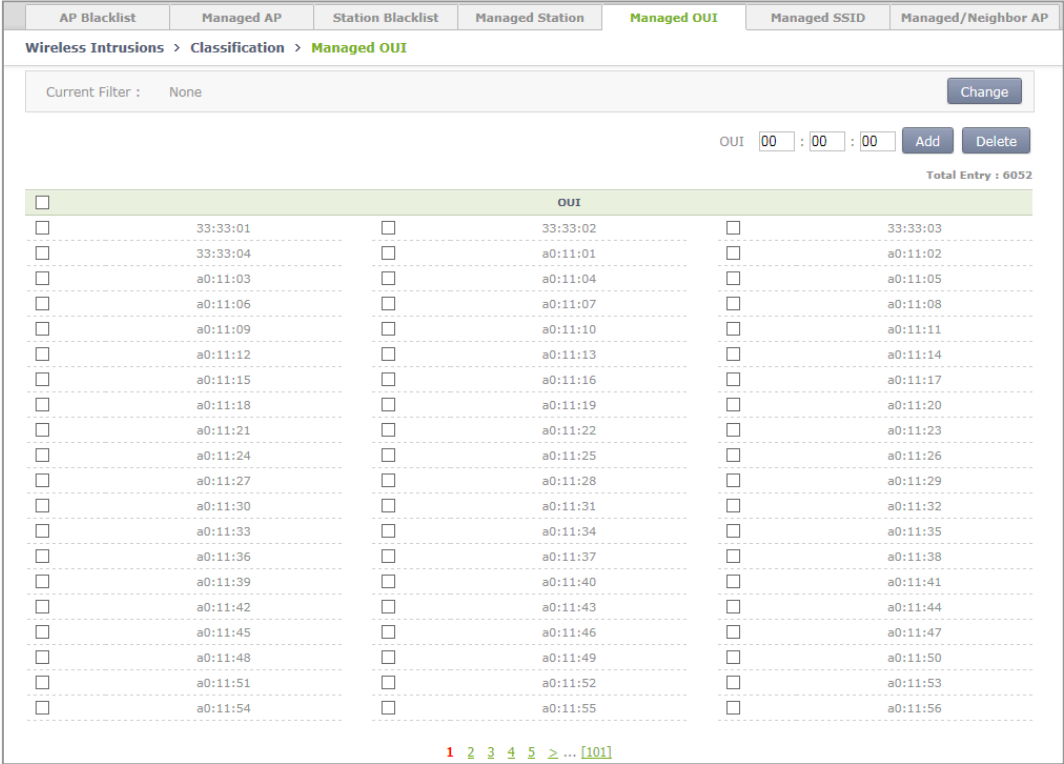 AP Blacklist Managed AP Station Blacklist Managed Station Managed OUI Managed SSID Managed/Neighbor AP
Wireless Intrusions > Classification > Managed OUI
Current Filter : None Change
OUI 00 : 00 : 00 Add Delete
Total Entry : 6052
OUI
33:33:01 33:33:02 33:33:03
33:33:04 a0:11:01 a0:11:02
a0:11:03 a0:11:04 a0:11:05
a0:11:06 a0:11:07 a0:11:08
a0:11:09 a0:11:10 a0:11:11
a0:11:12 a0:11:13 a0:11:14
a0:11:15 a0:11:16 a0:11:17
a0:11:18 a0:11:19 a0:11:20
a0:11:21 a0:11:22 a0:11:23
a0:11:24 a0:11:25 a0:11:26
a0:11:27 a0:11:28 a0:11:29
a0:11:30 a0:11:31 a0:11:32
a0:11:33 a0:11:34 a0:11:35
a0:11:36 a0:11:37 a0:11:38
a0:11:39 a0:11:40 a0:11:41
a0:11:42 a0:11:43 a0:11:44
a0:11:45 a0:11:46 a0:11:47
a0:11:48 a0:11:49 a0:11:50
a0:11:51 a0:11:52 a0:11:53
a0:11:54 a0:11:55 a0:11:56
1 2 3 4 5 > ... [101]